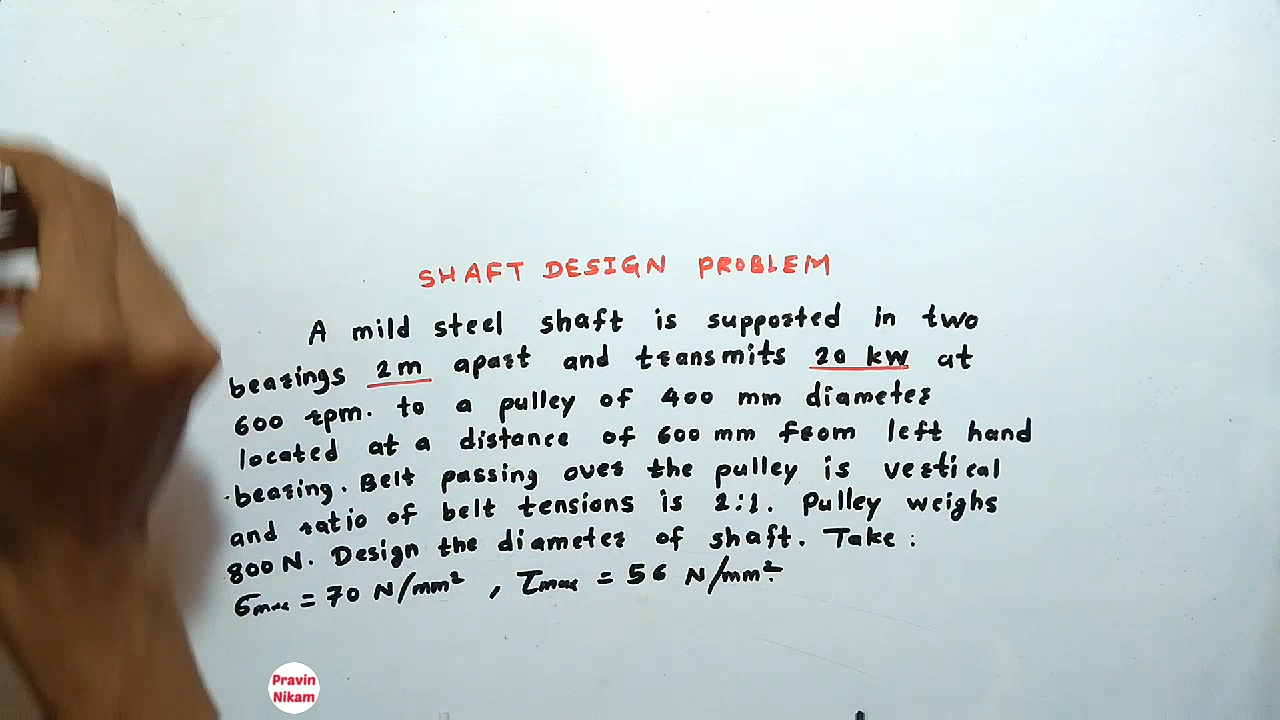 SHAFT DESIGN PROBLEM
A mild steel shaft is supported in two
bearings 2m apart and transmits 20 kW at
600 rpm. to a pulley of 400 mm diameter
located at a distance of 600 mm from left hand
bearing. Belt passing over the pulley is vertical
and ratio of belt tensions is 2:1. Pulley weighs
800 N. Design the diameter of shaft. Take :
σmax = 70 N/mm² , τmax = 56 N/mm².
Pravin
Nikam